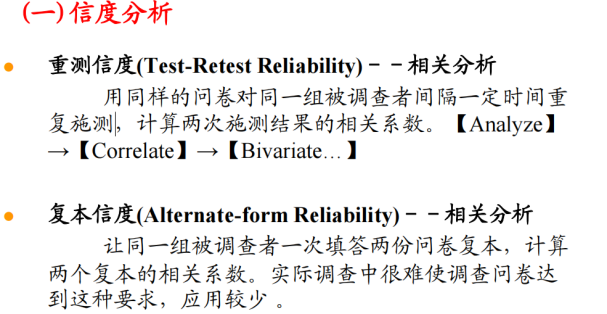 (一)信度分析
● 重测信度(Test-Retest Reliability)－－相关分析
用同样的问卷对同一组被调查者间隔一定时间重
复施测，计算两次施测结果的相关系数。【Analyze】
→【Correlate】→【Bivariate…】
● 复本信度(Alternate-form Reliability)－－相关分析
让同一组被调查者一次填答两份问卷复本，计算
两个复本的相关系数。实际调查中很难使调查问卷达
到这种要求，应用较少。